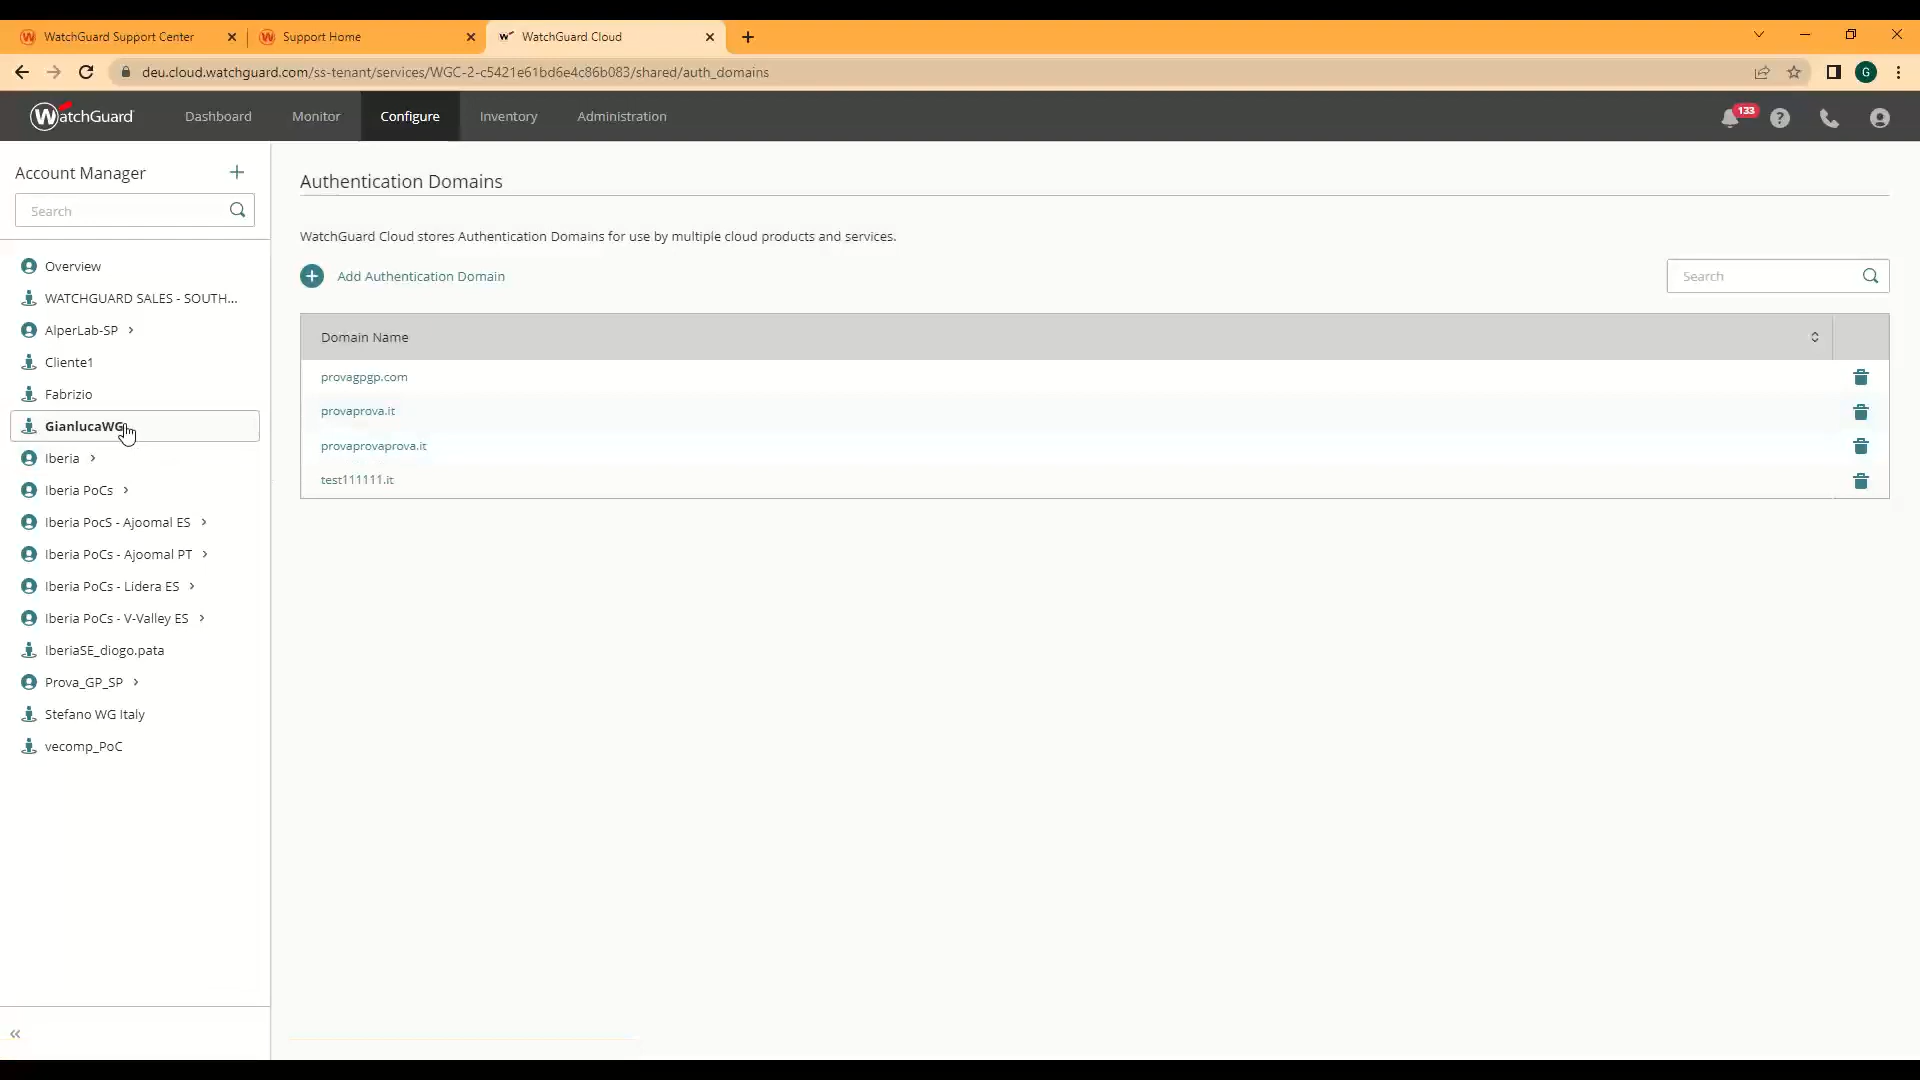 WatchGuard Support Center
Support Home
WatchGuard Cloud
deu.cloud.watchguard.com/ss-tenant/services/WGC-2-c5421e61bd6e4c86b083/shared/auth_domains
G
WatchGuard
Dashboard
Monitor
Configure
Inventory
Administration
133
Account Manager
Search
Overview
WATCHGUARD SALES - SOUTH...
AlperLab-SP
Cliente1
Fabrizio
GianlucaWG
Iberia
Iberia PoCs
Iberia PocS - Ajoomal ES
Iberia PoCs - Ajoomal PT
Iberia PoCs - Lidera ES
Iberia PoCs - V-Valley ES
IberiaSE_diogo.pata
Prova_GP_SP
Stefano WG Italy
vecomp_PoC
Authentication Domains
WatchGuard Cloud stores Authentication Domains for use by multiple cloud products and services.
Add Authentication Domain
Search
Domain Name
provagpgp.com
provaprova.it
provaprovaprova.it
test111111.it